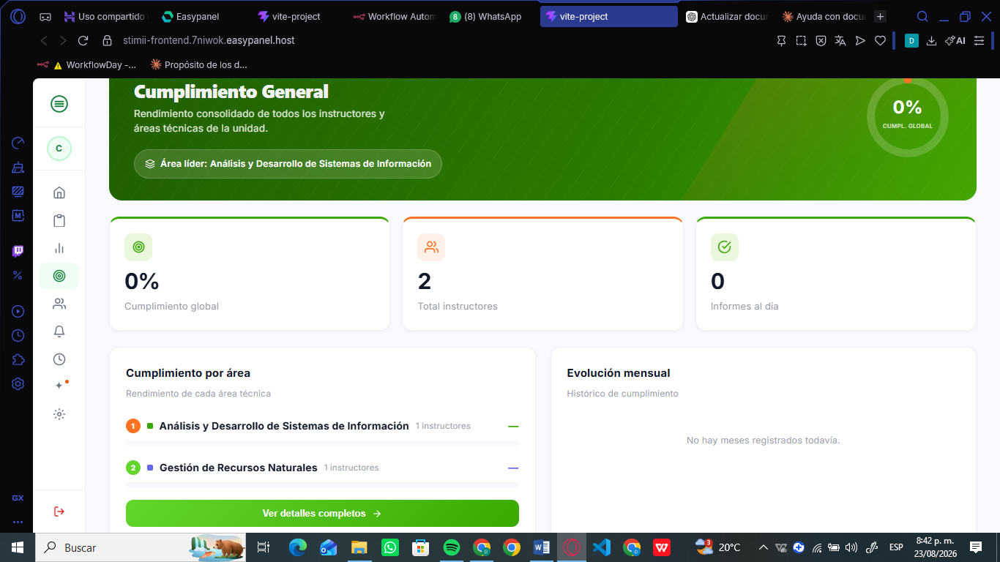 Uso compartido
Easypanel
vite-project
Workflow Autom
8
(8) WhatsApp
vite-project
Actualizar docun
Ayuda con docu
stimii-frontend.7niwok.easypanel.host
D
AI
WorkflowDay -...
Propósito de los d...
C
M
GX
Cumplimiento General
Rendimiento consolidado de todos los instructores y
áreas técnicas de la unidad.
Área líder: Análisis y Desarrollo de Sistemas de Información
0%
CUMPL. GLOBAL
0%
Cumplimiento global
2
Total instructores
0
Informes al día
Cumplimiento por área
Rendimiento de cada área técnica
1 Análisis y Desarrollo de Sistemas de Información 1 instructores —
2 Gestión de Recursos Naturales 1 instructores —
Ver detalles completos →
Evolución mensual
Histórico de cumplimiento
No hay meses registrados todavía.
Buscar
3
20°C
ESP
8:42 p. m.
23/08/2026